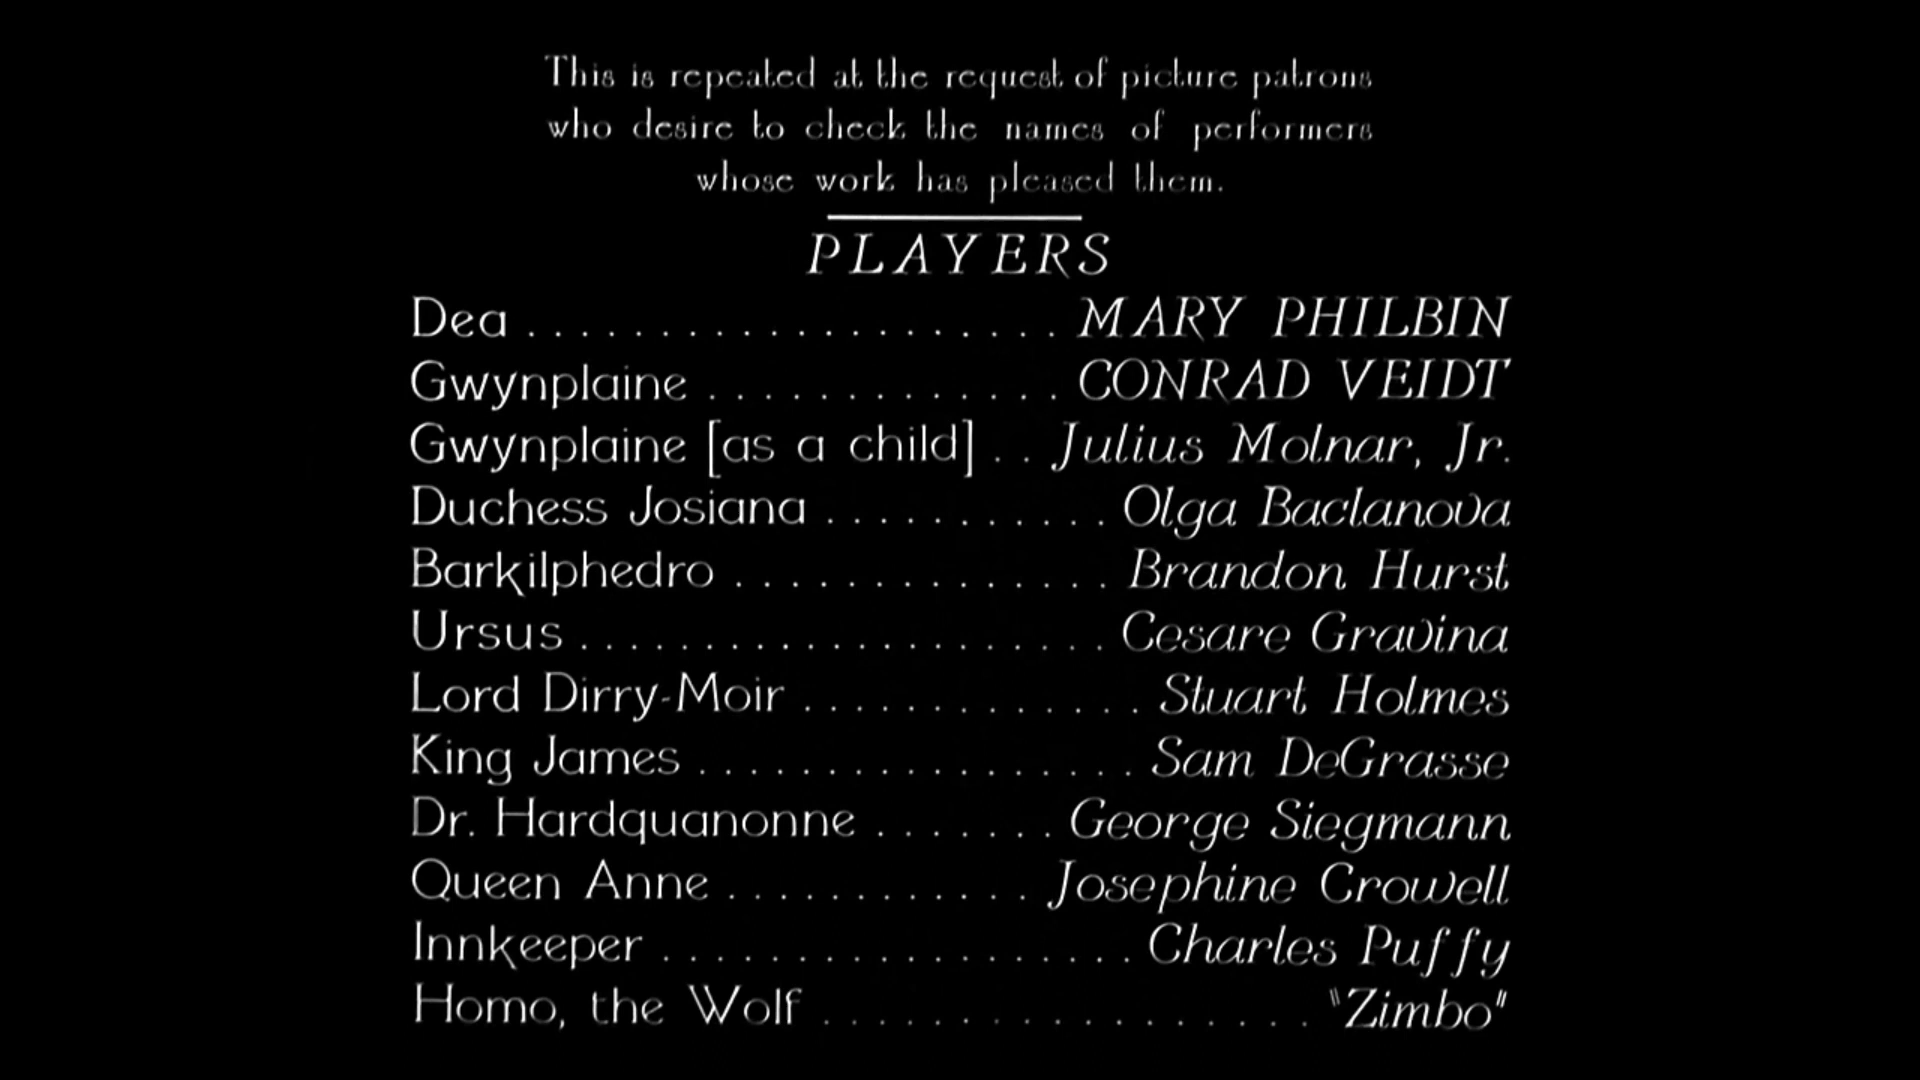 This is repeated at the request of picture patrons
who desire to check the names of performers
whose work has pleased them.
PLAYERS
Dea . . . . . . . . . . . . . . . . . . . . MARY PHILBIN
Gwynplaine . . . . . . . . . . . . . CONRAD VEIDT
Gwynplaine [as a child] . . Julius Molnar, Jr.
Duchess Josiana . . . . . . . . . . . Olga Baclanova
Barkilphedro . . . . . . . . . . . . . . Brandon Hurst
Ursus . . . . . . . . . . . . . . . . . . . . . Cesare Gravina
Lord Dirry-Moir . . . . . . . . . . . . . Stuart Holmes
King James . . . . . . . . . . . . . . . . . Sam DeGrasse
Dr. Hardquanonne . . . . . . . George Siegmann
Queen Anne . . . . . . . . . . . . Josephine Crowell
Innkeeper . . . . . . . . . . . . . . . . . . . Charles Puffy
Homo, the Wolf . . . . . . . . . . . . . . . . . . "Zimbo"